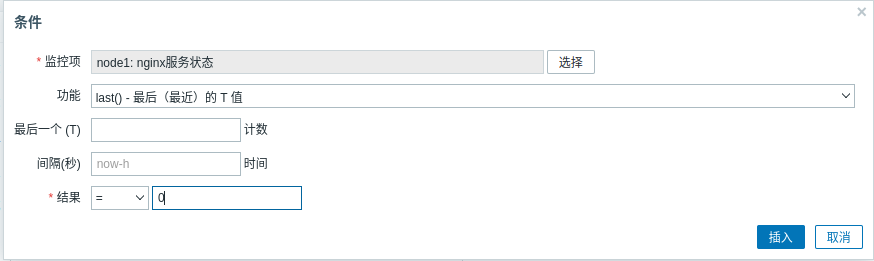 条件
* 监控项 node1: nginx服务状态 选择
功能 last() - 最后（最近）的 T 值
最后一个 (T) 计数
间隔(秒) now-h 时间
* 结果 = 0
插入 取消